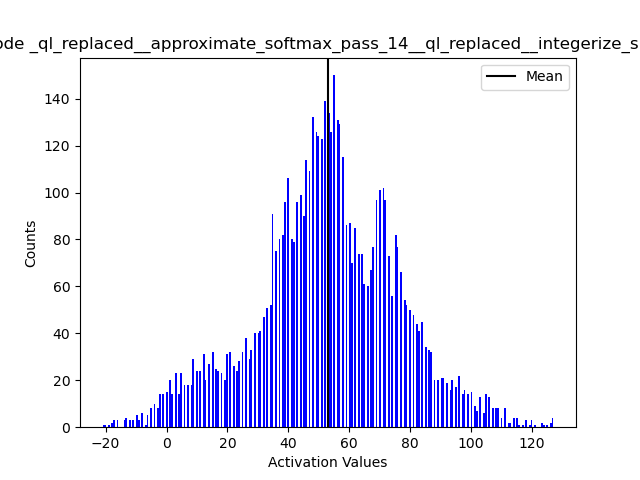 ode _ql_replaced__approximate_softmax_pass_14__ql_replaced__integerize_s
Mean
140
120
100
80
60
40
20
0
Counts
−20 0 20 40 60 80 100 120
Activation Values